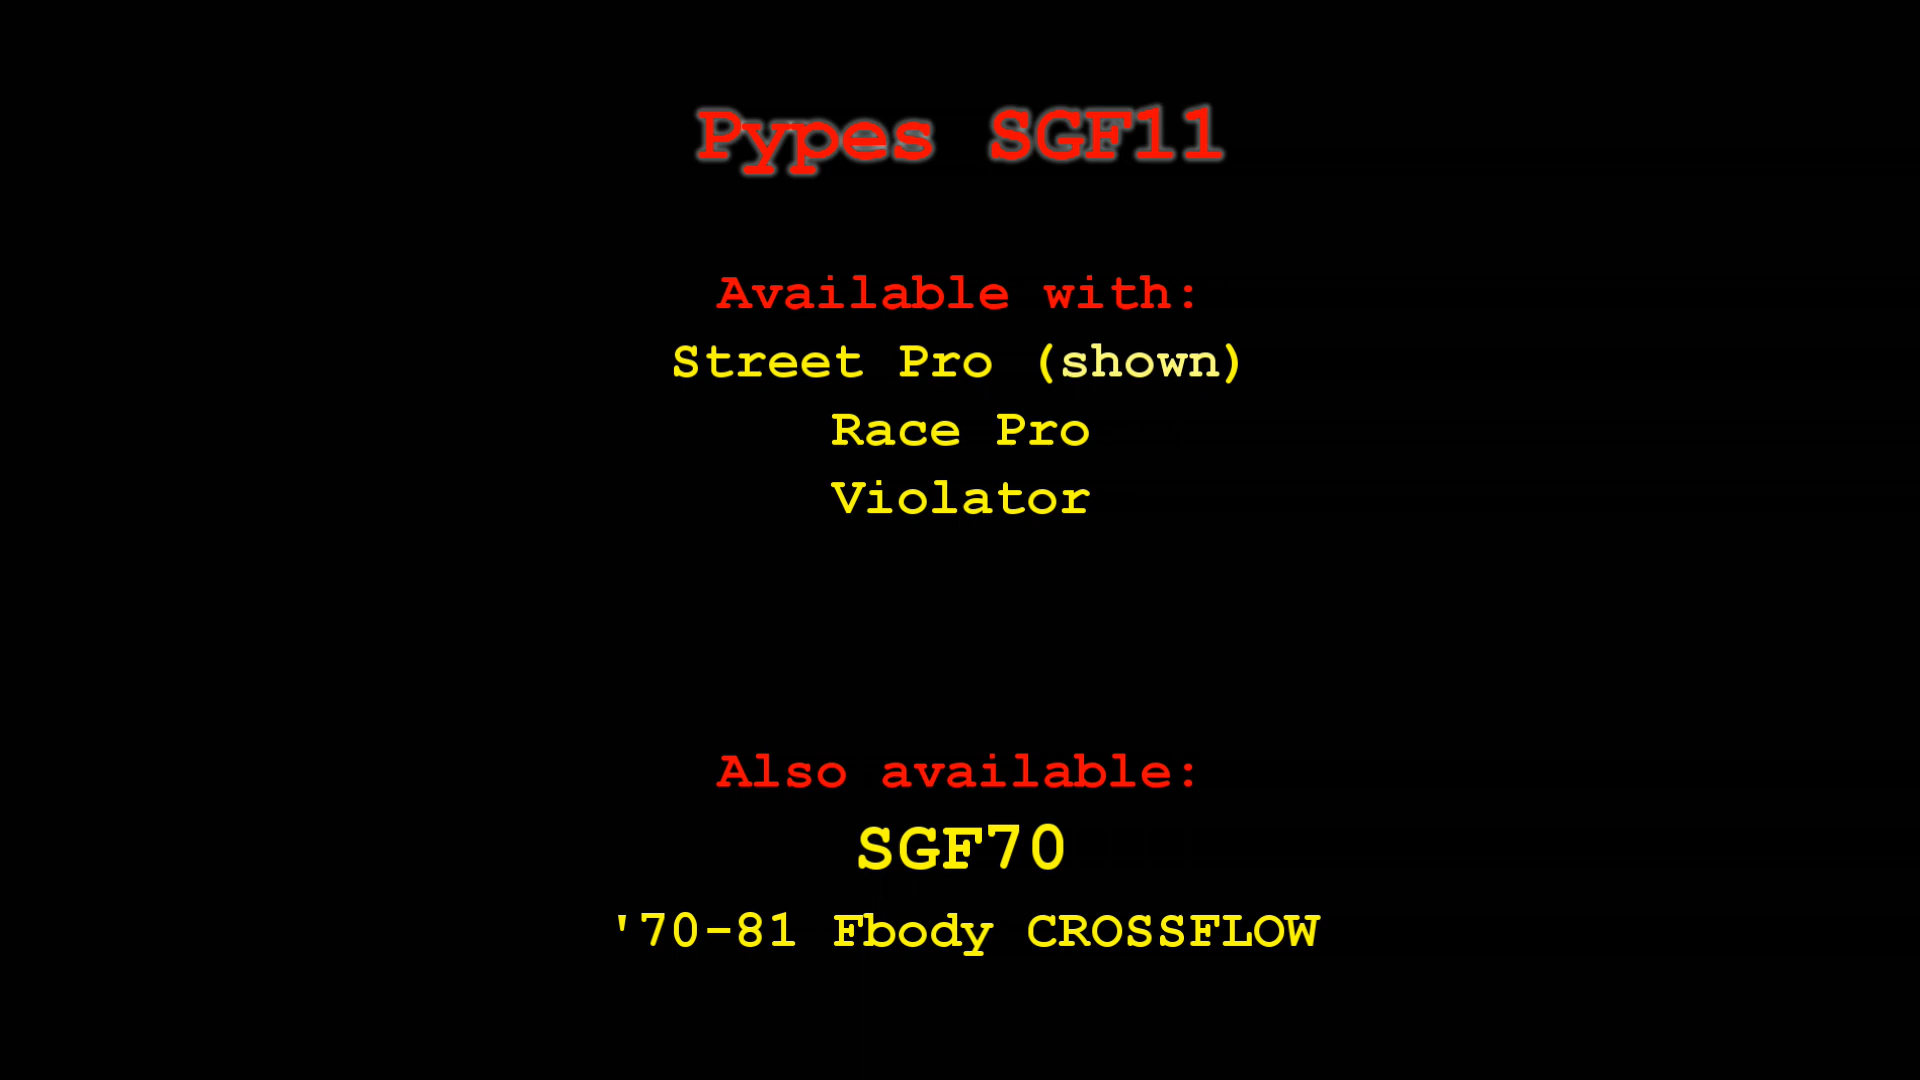 Pypes SGF11
Available with:
Street Pro (shown)
Race Pro
Violator
Also available:
SGF70
'70-81 Fbody CROSSFLOW